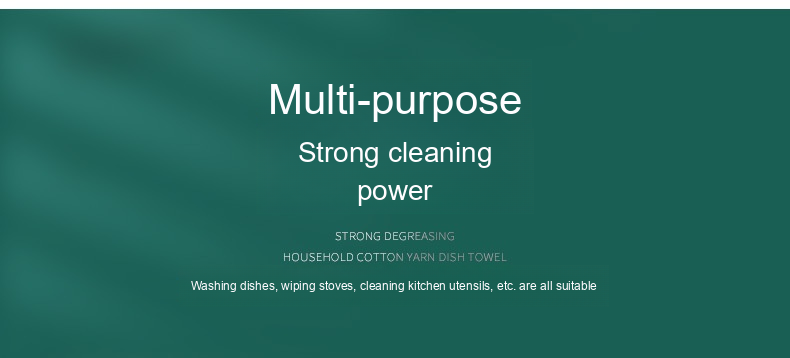 Multi-purpose
Strong cleaning
power
STRONG DEGREASING
HOUSEHOLD COTTON YARN DISH TOWEL
Washing dishes, wiping stoves, cleaning kitchen utensils, etc. are all suitable